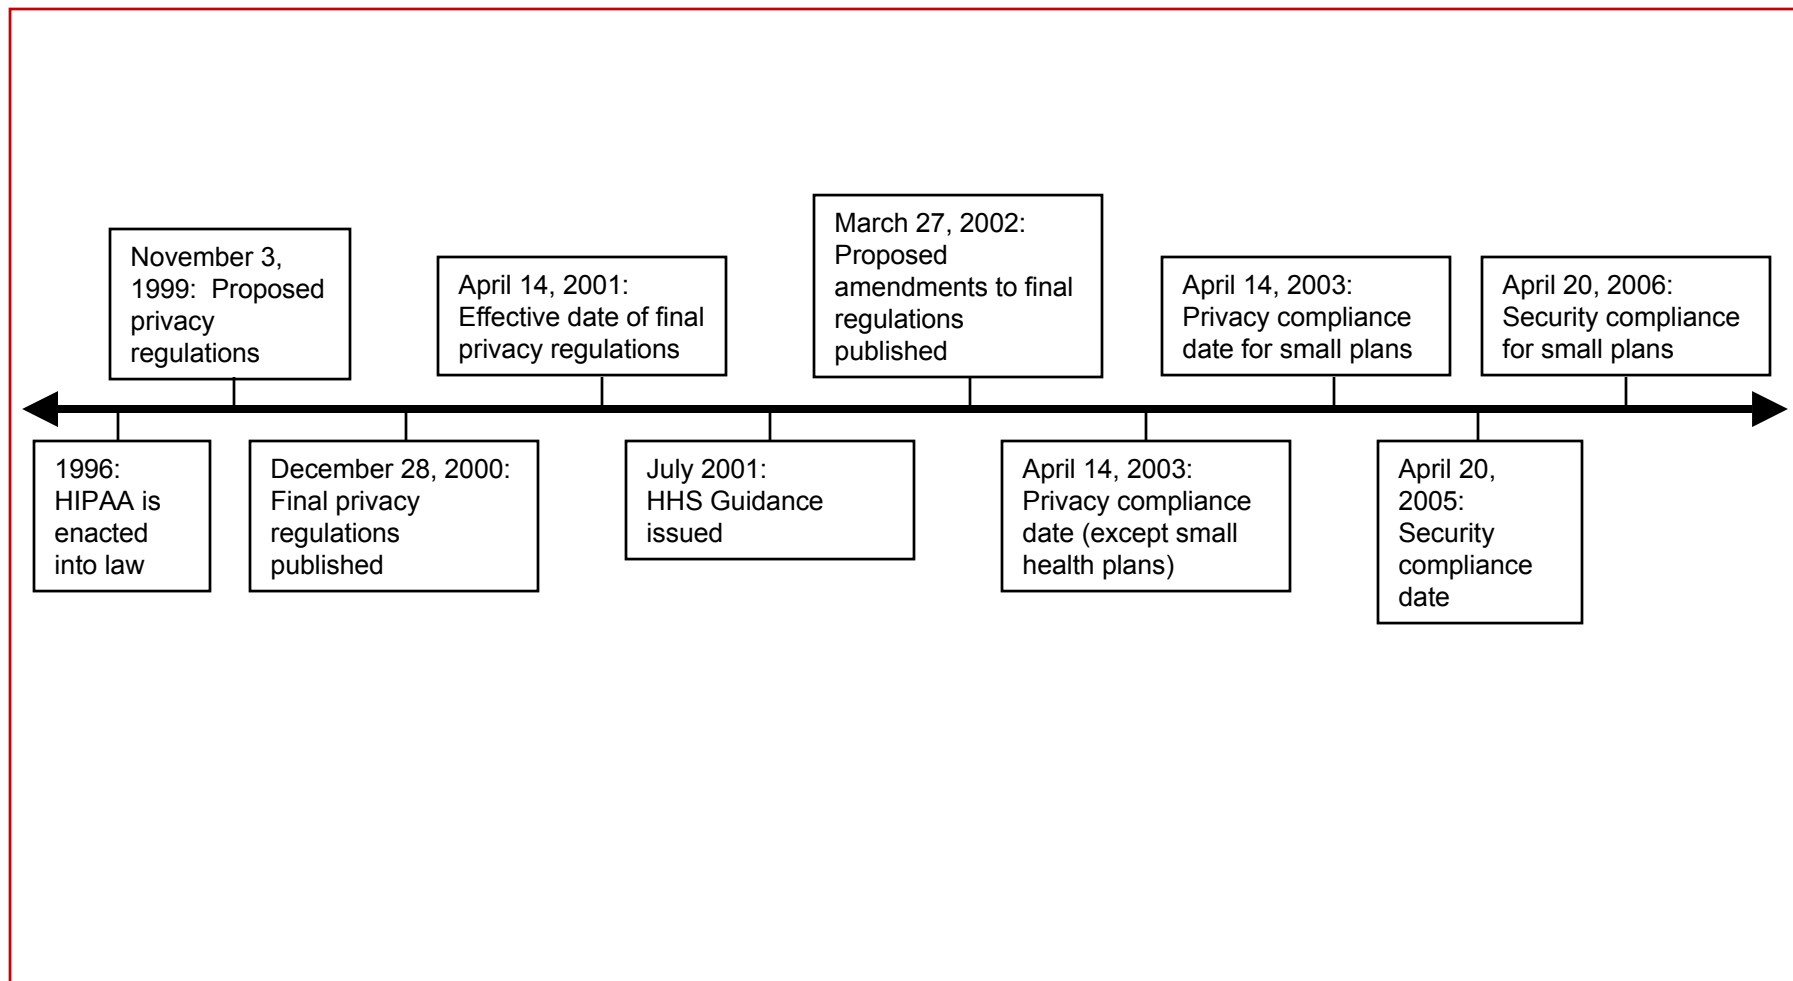 November 3,
1999:  Proposed
privacy
regulations
April 14, 2001:
Effective date of final
privacy regulations
March 27, 2002:
Proposed
amendments to final
regulations
published
April 14, 2003:
Privacy compliance
date for small plans
April 20, 2006:
Security compliance
for small plans
1996:
HIPAA is
enacted
into law
December 28, 2000:
Final privacy
regulations
published
July 2001:
HHS Guidance
issued
April 14, 2003:
Privacy compliance
date (except small
health plans)
April 20,
2005:
Security
compliance
date